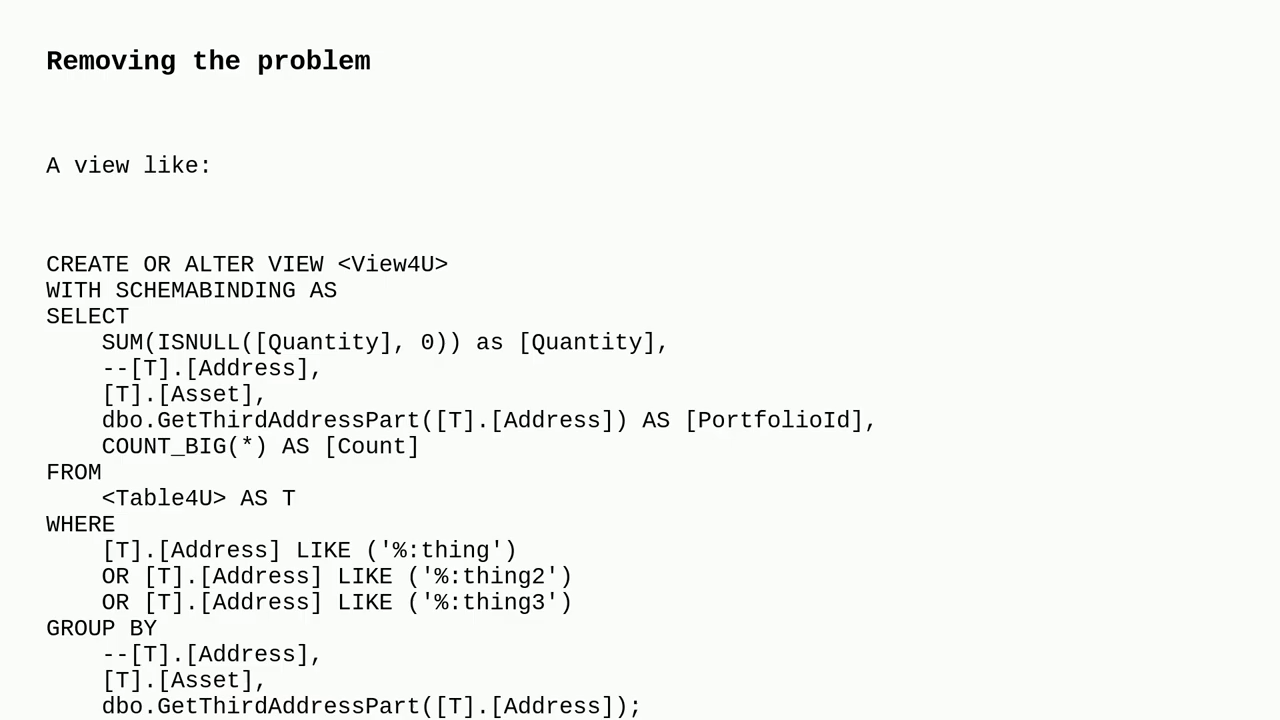 Removing the problem
A view like:
CREATE OR ALTER VIEW <View4U>
WITH SCHEMABINDING AS
SELECT
    SUM(ISNULL([Quantity], 0)) as [Quantity],
    --[T].[Address],
    [T].[Asset],
    dbo.GetThirdAddressPart([T].[Address]) AS [PortfolioId],
    COUNT_BIG(*) AS [Count]
FROM
    <Table4U> AS T
WHERE
    [T].[Address] LIKE ('%:thing')
    OR [T].[Address] LIKE ('%:thing2')
    OR [T].[Address] LIKE ('%:thing3')
GROUP BY
    --[T].[Address],
    [T].[Asset],
    dbo.GetThirdAddressPart([T].[Address]);